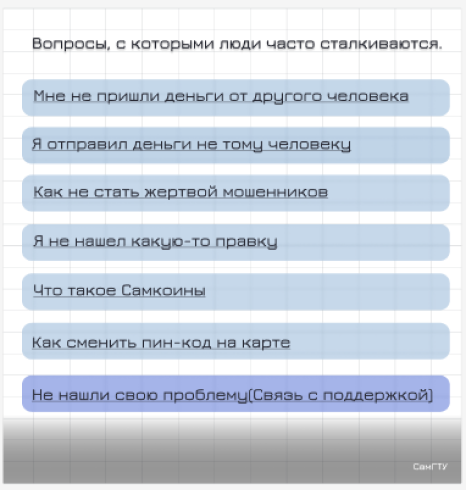 Вопросы, с которыми люди часто сталкиваются.
Мне не пришли деньги от другого человека
Я отправил деньги не тому человеку
Как не стать жертвой мошенников
Я не нашел какую-то правку
Что такое Самкоины
Как сменить пин-код на карте
Не нашли свою проблему(Связь с поддержкой)
СамГТУ